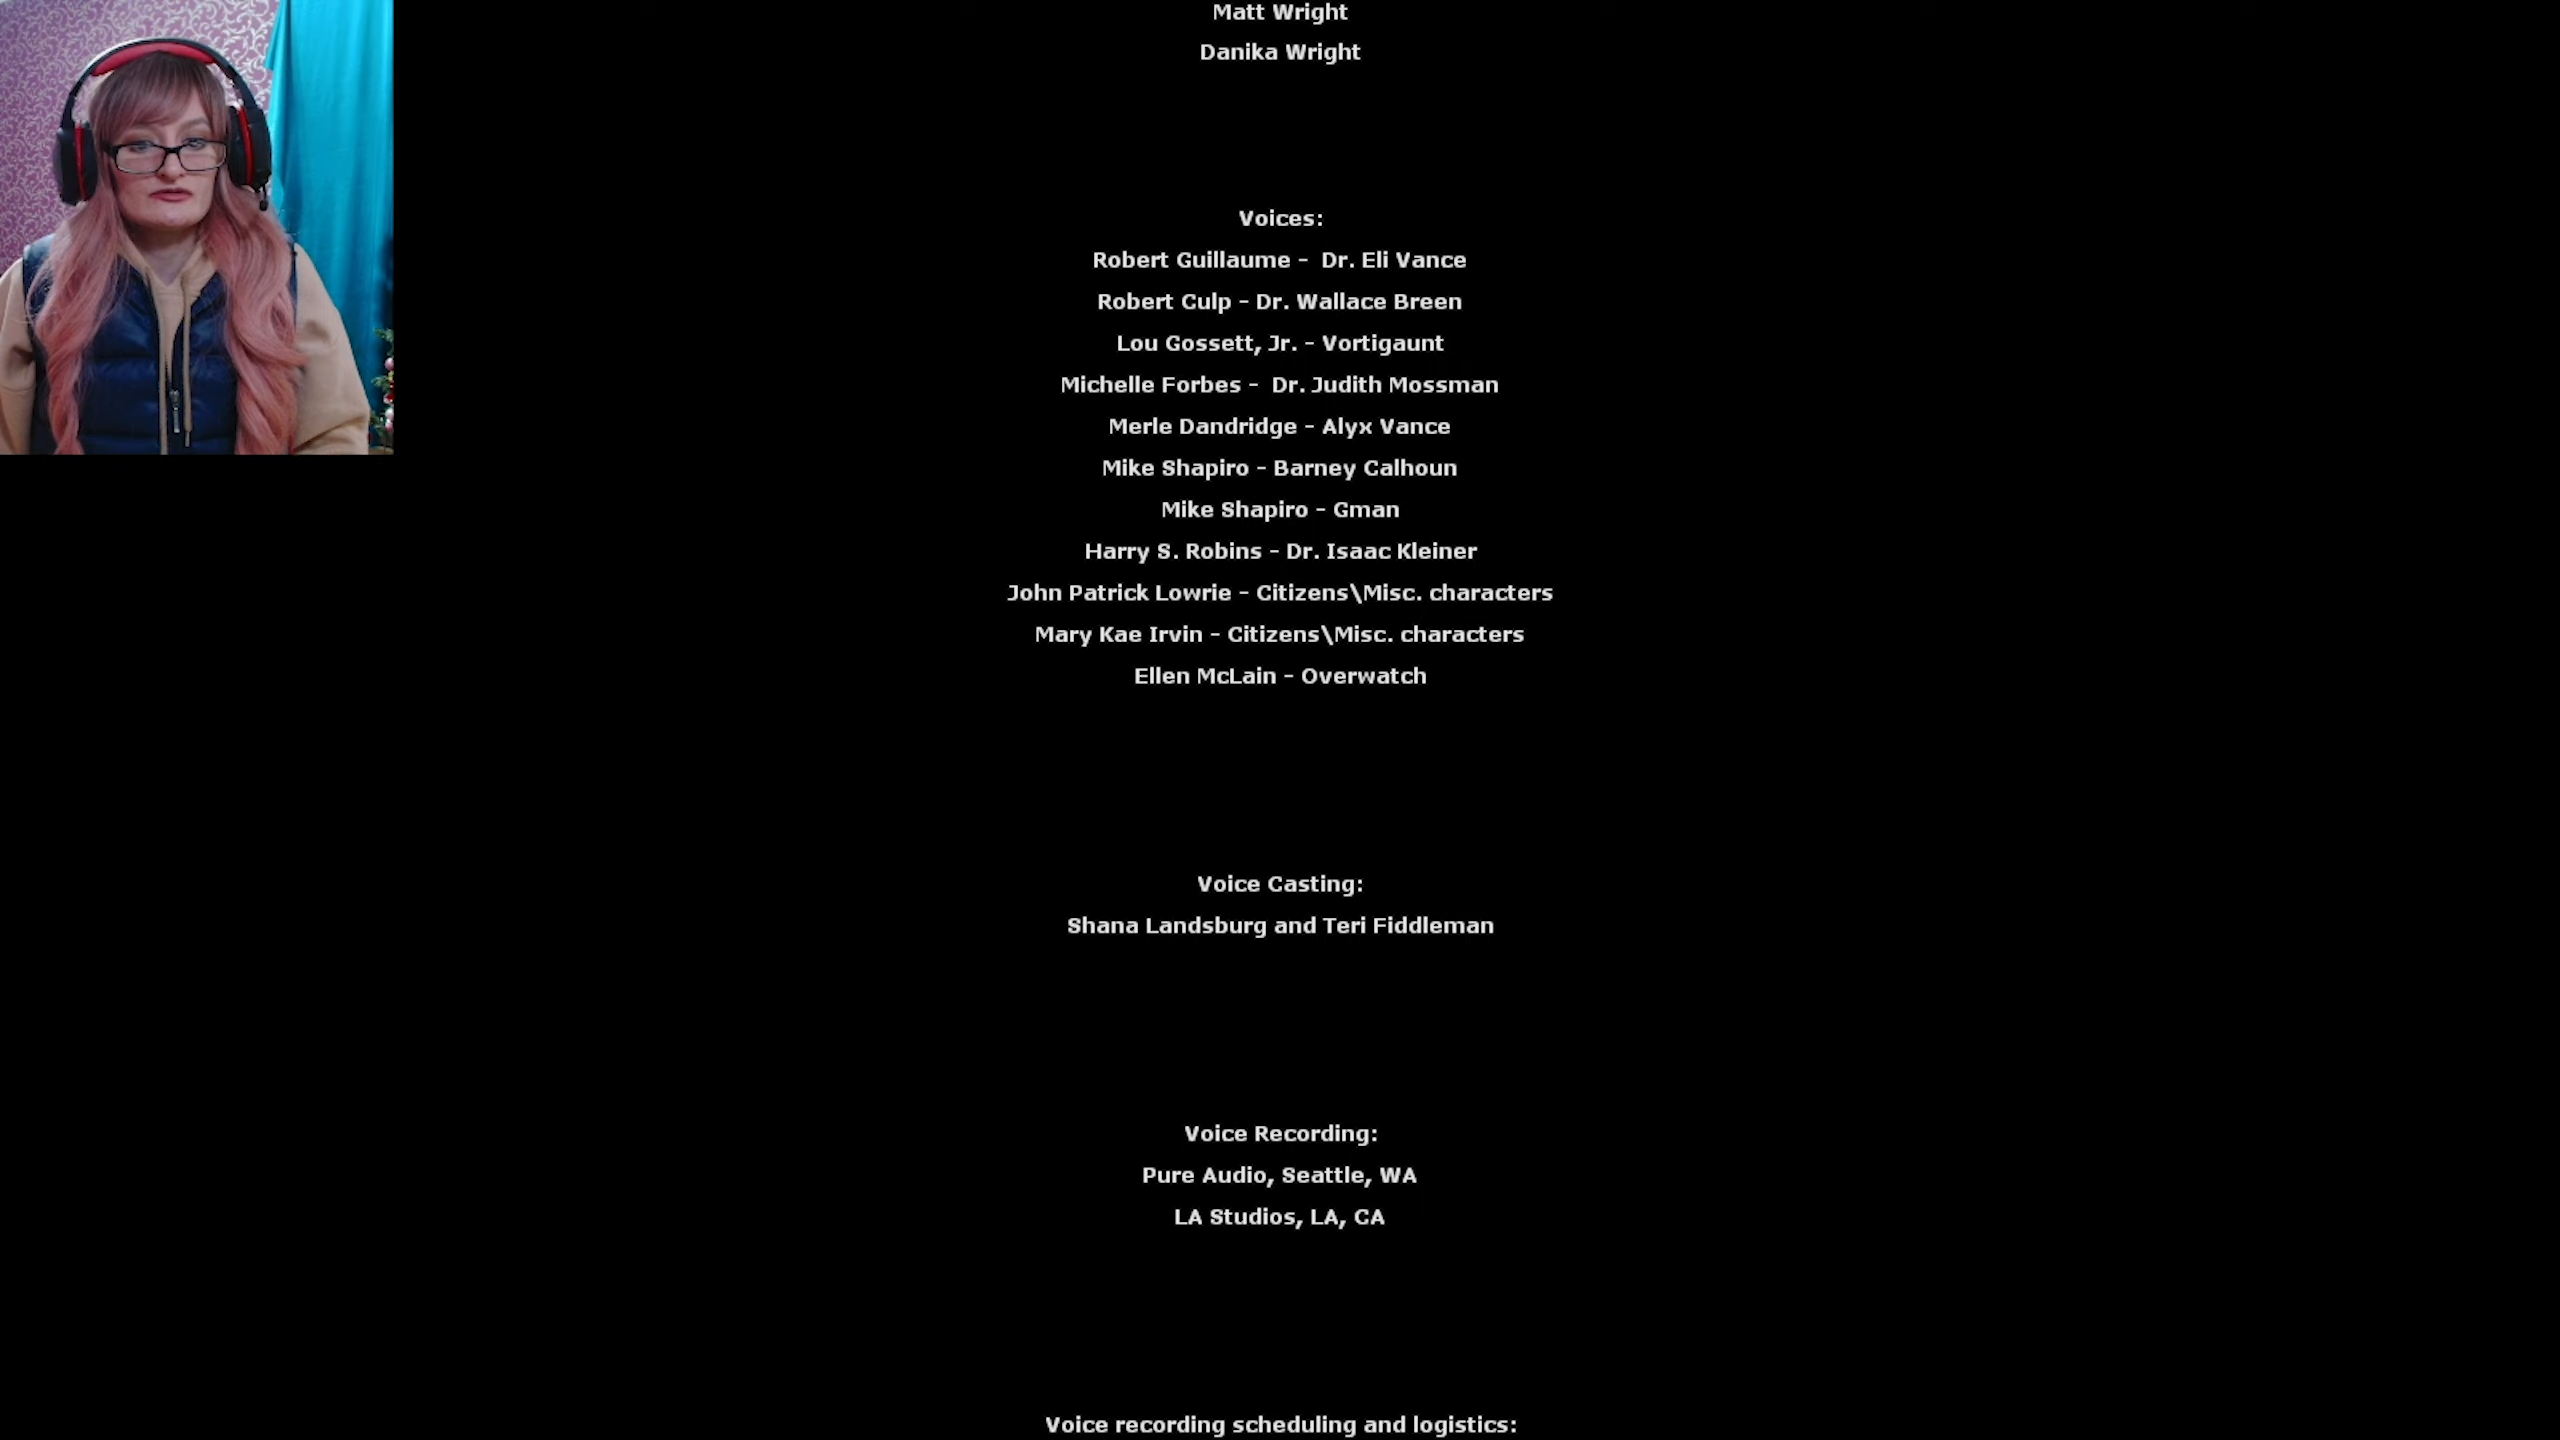 Matt Wright
Danika Wright
Voices:
Robert Guillaume -  Dr. Eli Vance
Robert Culp - Dr. Wallace Breen
Lou Gossett, Jr. - Vortigaunt
Michelle Forbes -  Dr. Judith Mossman
Merle Dandridge - Alyx Vance
Mike Shapiro - Barney Calhoun
Mike Shapiro - Gman
Harry S. Robins - Dr. Isaac Kleiner
John Patrick Lowrie - Citizens\Misc. characters
Mary Kae Irvin - Citizens\Misc. characters
Ellen McLain - Overwatch
Voice Casting:
Shana Landsburg and Teri Fiddleman
Voice Recording:
Pure Audio, Seattle, WA
LA Studios, LA, CA
Voice recording scheduling and logistics: